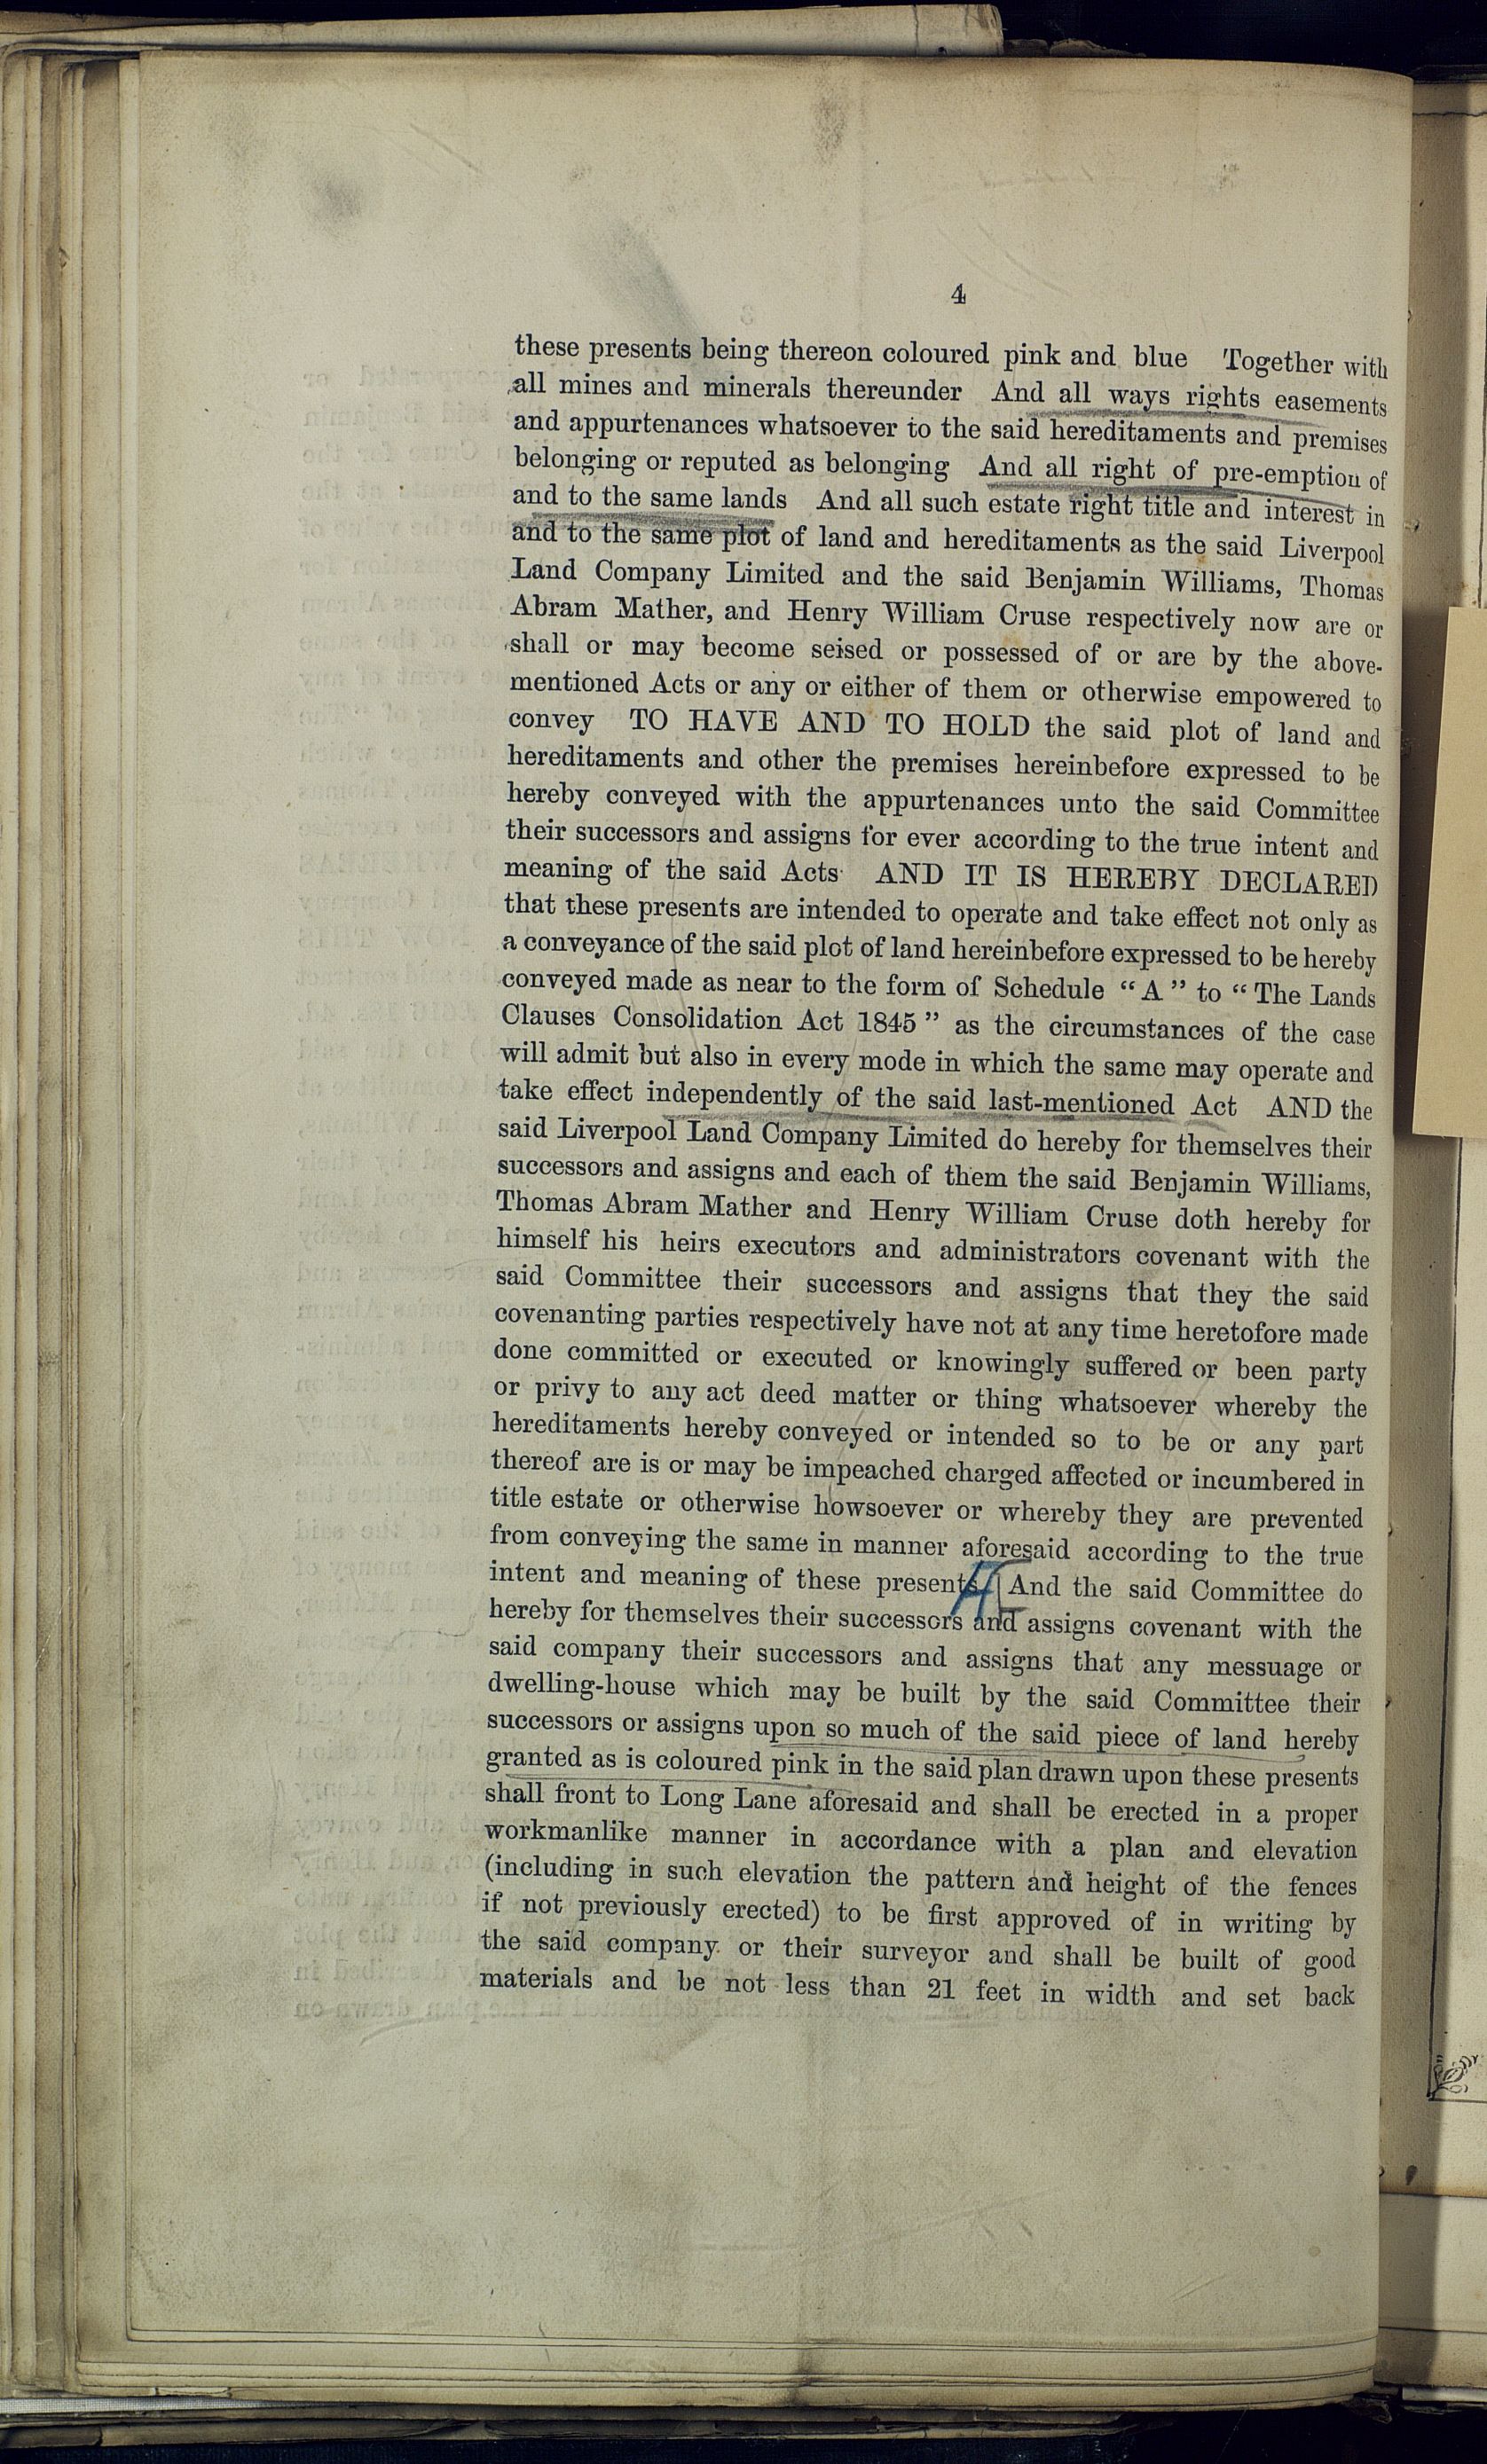 4
these presents being thereon coloured pink and blue Together with
all mines and minerals thereunder And all ways rights easements
and appurtenances whatsoever to the said hereditaments and premises
belonging or reputed as belonging And all right of pre-emption of
and to the same lands And all such estate right title and interest in
and to the same plot of land and hereditaments as the said Liverpool
Land Company Limited and the said Benjamin Williams, Thomas
Abram Mather, and Henry William Cruse respectively now are or
shall or may become seised or possessed of or are by the above-
mentioned Acts or any or either of them or otherwise empowered to
convey TO HAVE AND TO HOLD the said plot of land and
hereditaments and other the premises hereinbefore expressed to be
hereby conveyed with the appurtenances unto the said Committee
their successors and assigns for ever according to the true intent and
meaning of the said Acts AND IT IS HEREBY DECLARED
that these presents are intended to operate and take effect not only as
a conveyance of the said plot of land hereinbefore expressed to be hereby
conveyed made as near to the form of Schedule “A” to “The Lands
Clauses Consolidation Act 1845” as the circumstances of the case
will admit but also in every mode in which the same may operate and
take effect independently of the said last-mentioned Act AND the
said Liverpool Land Company Limited do hereby for themselves their
successors and assigns and each of them the said Benjamin Williams,
Thomas Abram Mather and Henry William Cruse doth hereby for
himself his heirs executors and administrators covenant with the
said Committee their successors and assigns that they the said
covenanting parties respectively have not at any time heretofore made
done committed or executed or knowingly suffered or been party
or privy to any act deed matter or thing whatsoever whereby the
hereditaments hereby conveyed or intended so to be or any part
thereof are is or may be impeached charged affected or incumbered in
title estate or otherwise howsoever or whereby they are prevented
from conveying the same in manner aforesaid according to the true
intent and meaning of these presents [And the said Committee do
hereby for themselves their successors and assigns covenant with the
said company their successors and assigns that any messuage or
dwelling-house which may be built by the said Committee their
successors or assigns upon so much of the said piece of land hereby
granted as is coloured pink in the said plan drawn upon these presents
shall front to Long Lane aforesaid and shall be erected in a proper
workmanlike manner in accordance with a plan and elevation
(including in such elevation the pattern and height of the fences
if not previously erected) to be first approved of in writing by
the said company. or their surveyor and shall be built of good
materials and be not less than 21 feet in width and set back